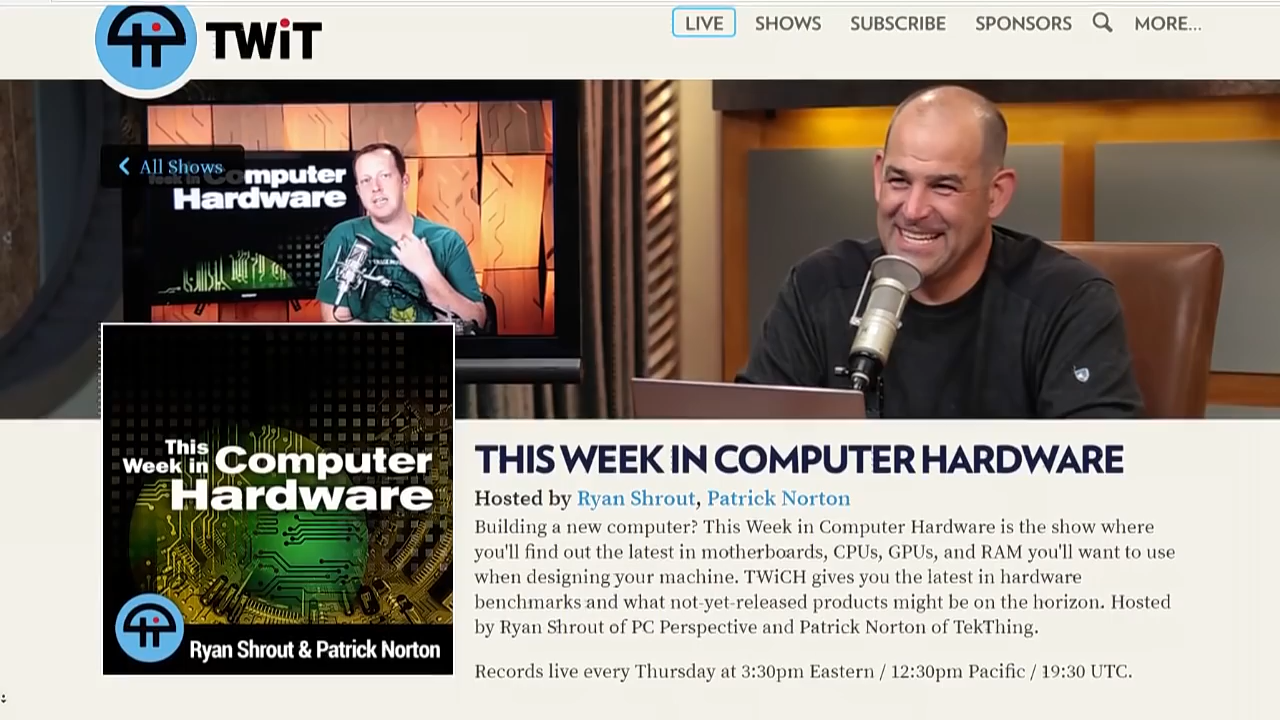 TWiT
LIVE SHOWS SUBSCRIBE SPONSORS MORE...
All Shows
Computer
Hardware
This
Week in Computer
Hardware
Ryan Shrout & Patrick Norton
THIS WEEK IN COMPUTER HARDWARE
Hosted by Ryan Shrout, Patrick Norton
Building a new computer? This Week in Computer Hardware is the show where
you'll find out the latest in motherboards, CPUs, GPUs, and RAM you'll want to use
when designing your machine. TWiCH gives you the latest in hardware
benchmarks and what not-yet-released products might be on the horizon. Hosted
by Ryan Shrout of PC Perspective and Patrick Norton of TekThing.
Records live every Thursday at 3:30pm Eastern / 12:30pm Pacific / 19:30 UTC.